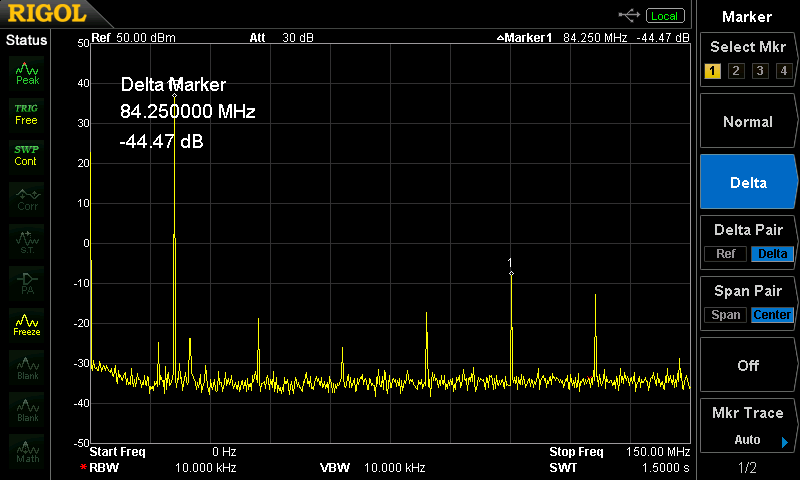 RIGOL
Local
Marker
Status
Ref 50.00 dBm Att 30 dB Marker1 84.250 MHz -44.47 dB
Select Mkr
1 2 3 4
Peak
TRIG
Free
SWP
Cont
Corr
S.T.
PA
Freeze
Blank
Blank
Math
50
40
30
20
10
0
-10
-20
-30
-40
-50
Delta Marker
84.250000 MHz
-44.47 dB
1
Normal
Delta
Delta Pair
Ref Delta
Span Pair
Span Center
Off
Mkr Trace
Auto
1/2
Start Freq 0 Hz Stop Freq 150.00 MHz
RBW 10.000 kHz VBW 10.000 kHz SWT 1.5000 s